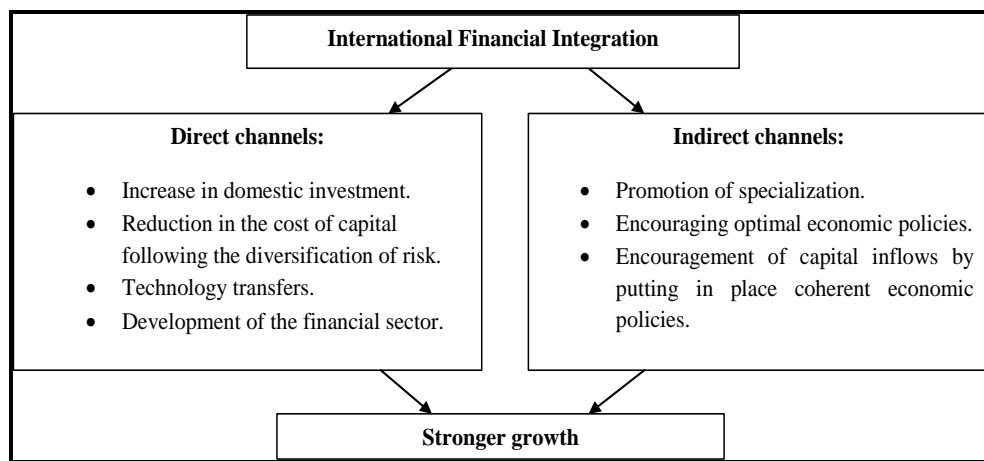 International Financial Integration
Direct channels:
• Increase in domestic investment.
• Reduction in the cost of capital
following the diversification of risk.
• Technology transfers.
• Development of the financial sector.
Indirect channels:
• Promotion of specialization.
• Encouraging optimal economic policies.
• Encouragement of capital inflows by
putting in place coherent economic
policies.
Stronger growth